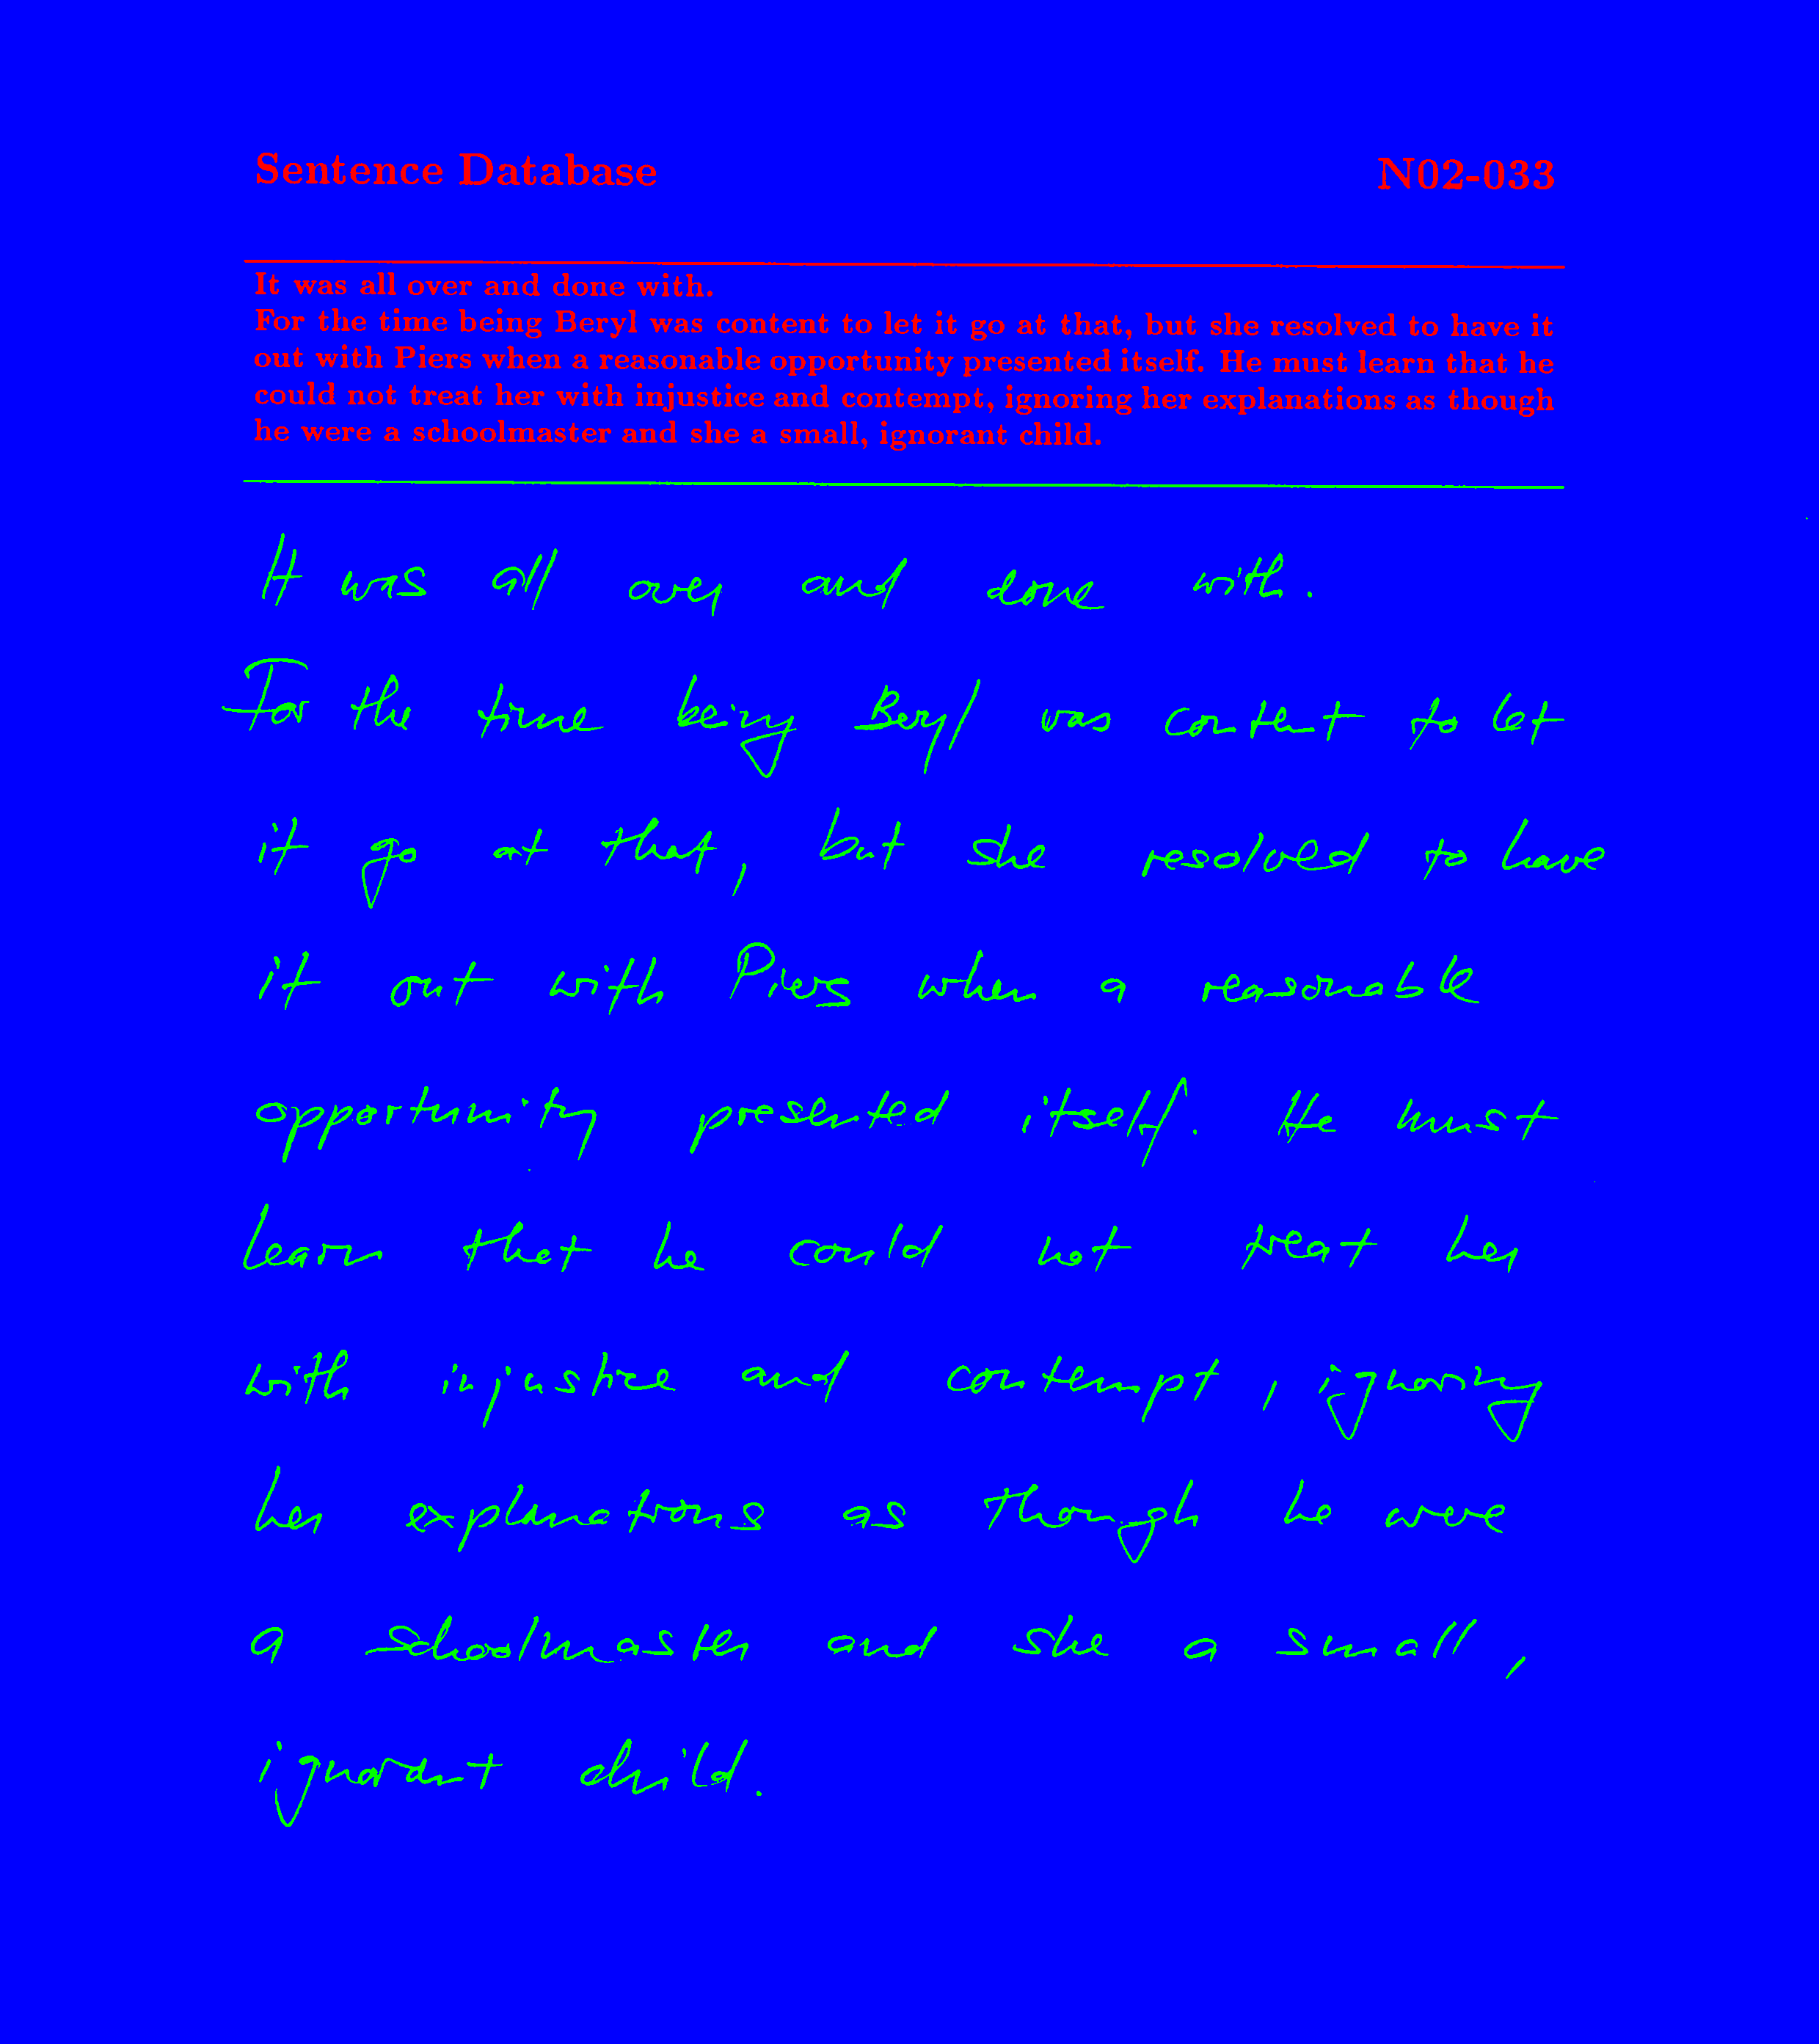 Sentence Database N02-033
It was all over and done with.
For the time being Beryl was content to let it go at that, but she resolved to have it
out with Piers when a reasonable opportunity presented itself. He must learn that he
could not treat her with injustice and contempt, ignoring her explanations as though
he were a schoolmaster and she a small, ignorant child.
It was all over and done with.
For the time being Beryl was content to let
it go at that, but she resolved to have
it out with Piers when a reasonable
opportunity presented itself. He must
learn that he could not treat her
with injustice and contempt, ignoring
her explanations as though he were
a schoolmaster and she a small,
ignorant child.